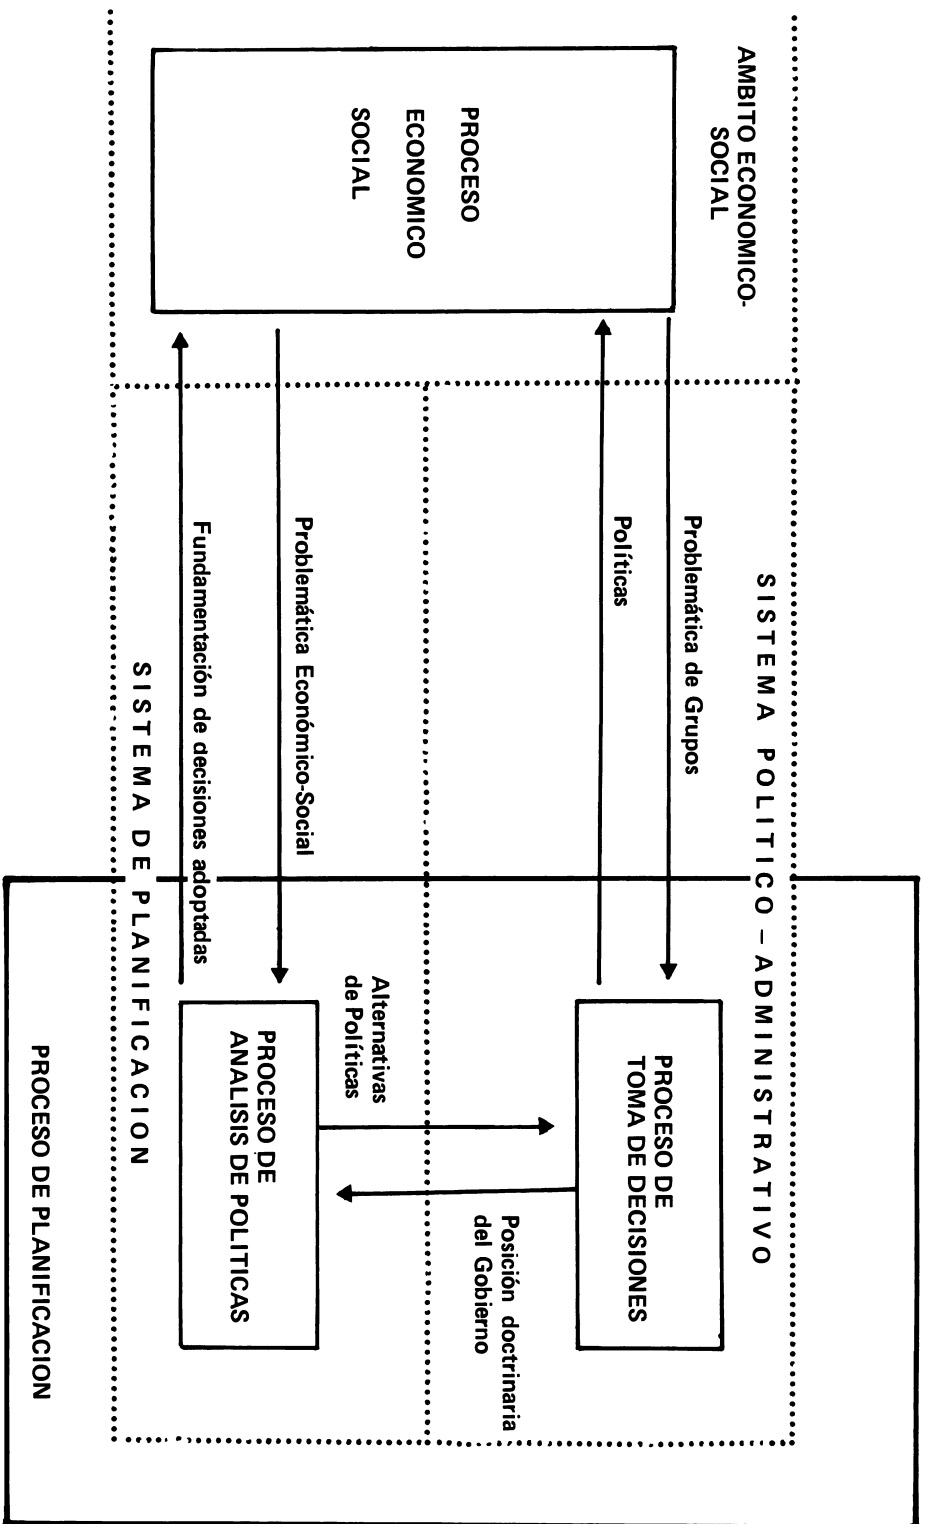 AMBITO ECONOMICO-
SOCIAL
PROCESO
ECONOMICO
SOCIAL
SISTEMA POLITICO – ADMINISTRATIVO
Problemática de Grupos
Políticas
PROCESO DE
TOMA DE DECISIONES
Posición doctrinaria
del Gobierno
Alternativas
de Políticas
Problemática Económico-Social
Fundamentación de decisiones adoptadas
PROCESO DE
ANALISIS DE POLITICAS
SISTEMA DE PLANIFICACION
PROCESO DE PLANIFICACION